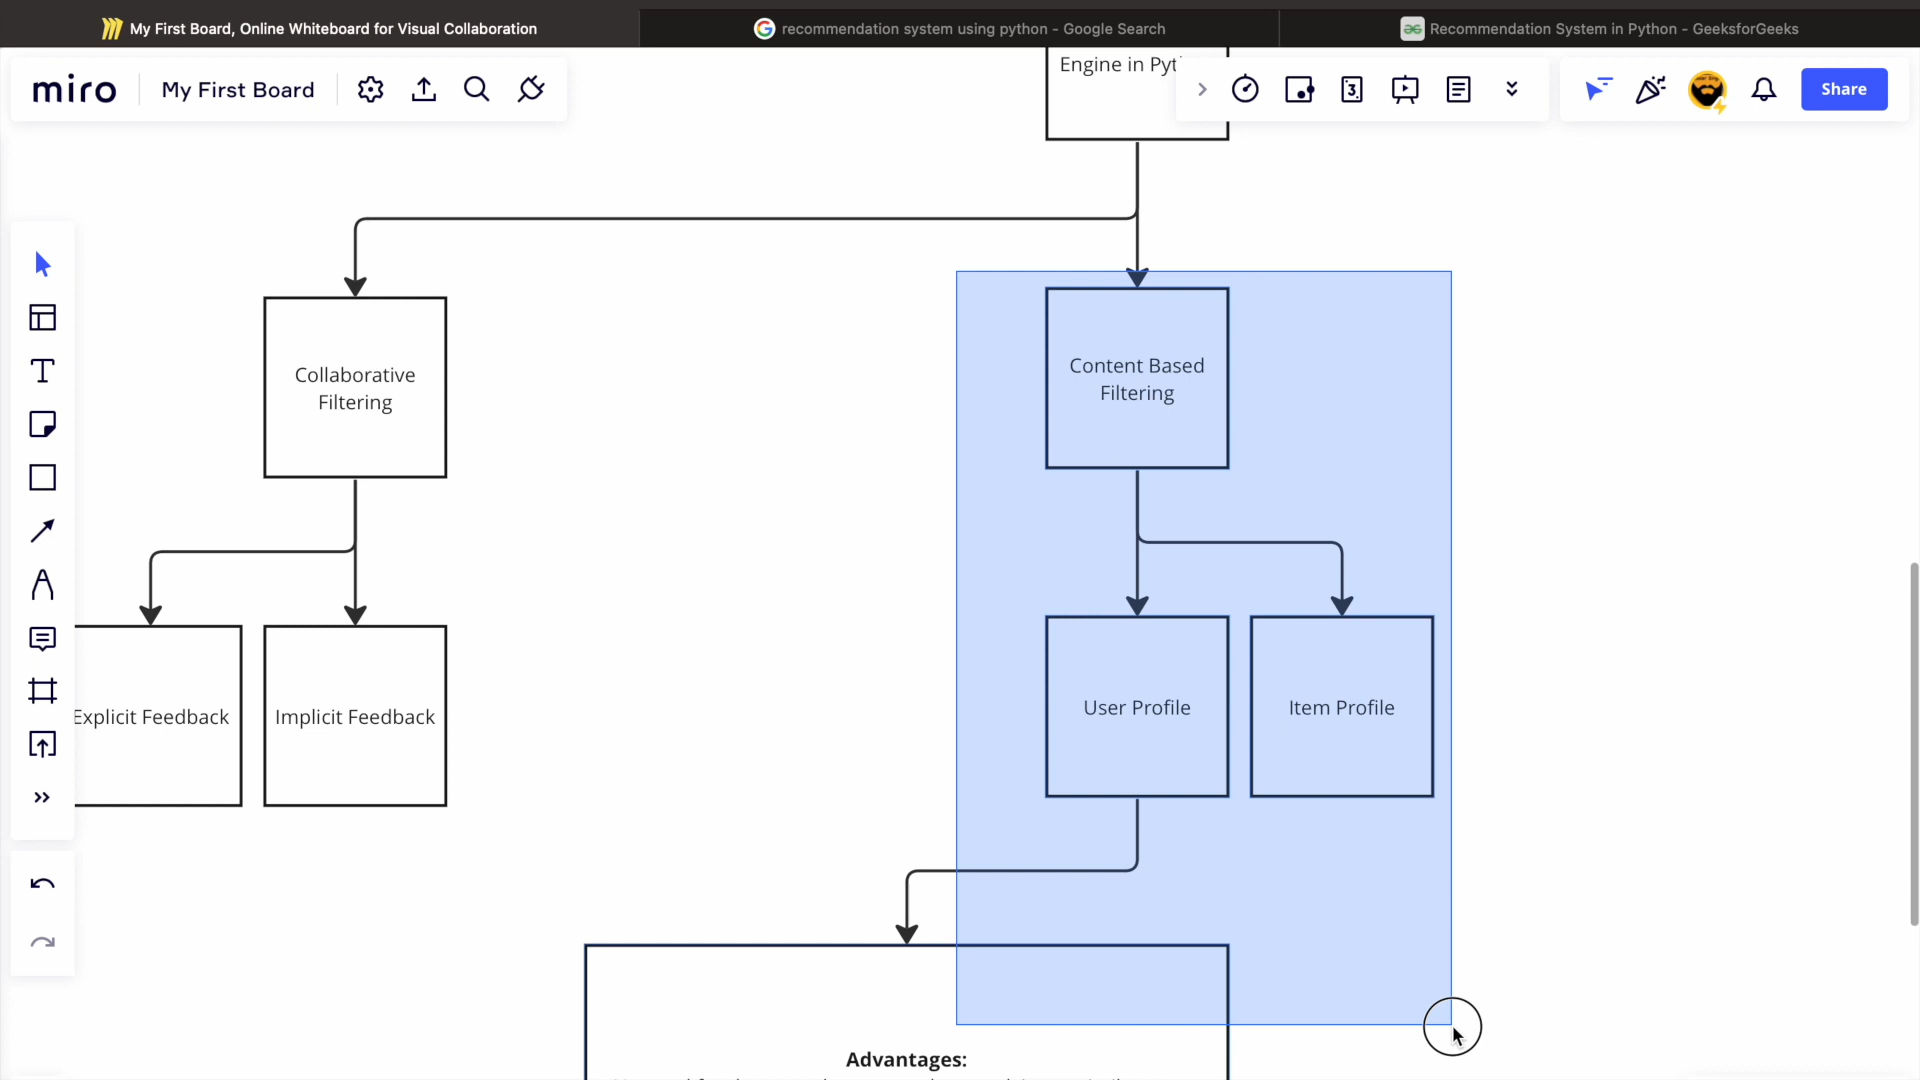 My First Board, Online Whiteboard for Visual Collaboration
recommendation system using python - Google Search
Recommendation System in Python - GeeksforGeeks
miro
My First Board
Engine in
3
Share
Collaborative
Filtering
Content Based
Filtering
Explicit Feedback
Implicit Feedback
User Profile
Item Profile
Advantages: